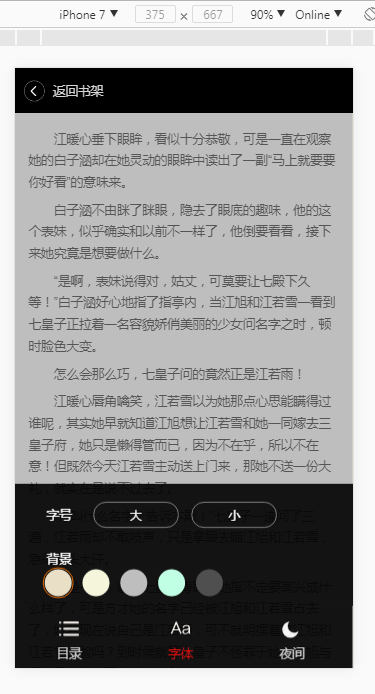 iPhone 7 ▼ 375 × 667 90% ▼ Online ▼
返回书架
江暖心垂下眼眸，看似十分恭敬，可是一直在观察
她的白子涵却在她灵动的眼眸中读出了一副“马上就要要
你好看”的意味来。
白子涵不由眯了眯眼，隐去了眼底的趣味，他的这
个表妹，似乎确实和以前不一样了，他倒要看看，接下
来她究竟是想要做什么。
“是啊，表妹说得对，姑丈，可莫要让七殿下久
等！”白子涵好心地指了指亭内，当江旭和江若雪一看到
七皇子正拉着一名容貌娇俏美丽的少女问名字之时，顿
时脸色大变。
怎么会那么巧，七皇子问的竟然正是江若雨！
江暖心唇角噙笑，江若雪以为她那点心思能瞒得过
谁呢，其实她早就知道江旭想让江若雪和她一同嫁去三
皇子府，她只是懒得管而已，因为不在乎，所以不在
意！但既然今天江若雪主动送上门来，那她不送一份大
字号 大 小
背景
目录 Aa 字体 夜间